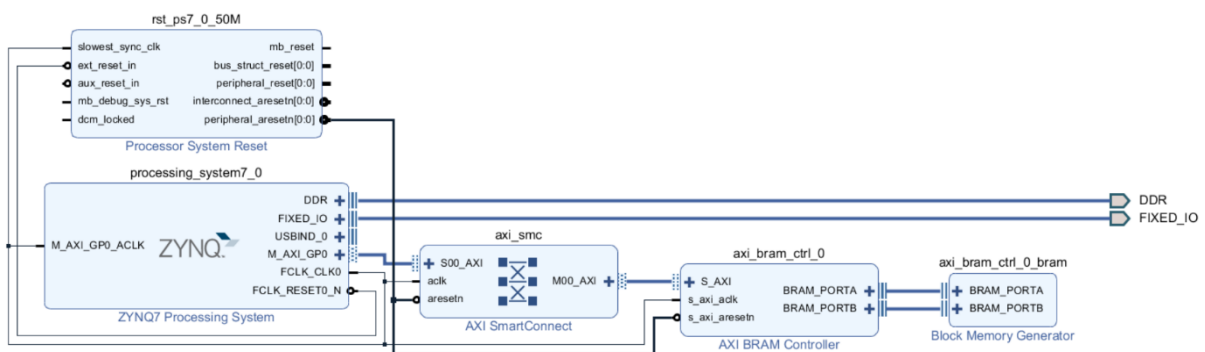 rst_ps7_0_50M
slowest_sync_clk mb_reset
ext_reset_in bus_struct_reset[0:0]
aux_reset_in peripheral_reset[0:0]
mb_debug_sys_rst interconnect_aresetn[0:0]
dcm_locked peripheral_aresetn[0:0]
Processor System Reset
processing_system7_0
DDR
FIXED_IO
USBIND_0
M_AXI_GP0_ACLK ZYNQ M_AXI_GP0
FCLK_CLK0
FCLK_RESET0_N
ZYNQ7 Processing System
axi_smc
S00_AXI
aclk M00_AXI
aresetn
AXI SmartConnect
axi_bram_ctrl_0
S_AXI BRAM_PORTA
s_axi_aclk BRAM_PORTB
s_axi_aresetn
AXI BRAM Controller
axi_bram_ctrl_0_bram
BRAM_PORTA
BRAM_PORTB
Block Memory Generator
DDR
FIXED_IO